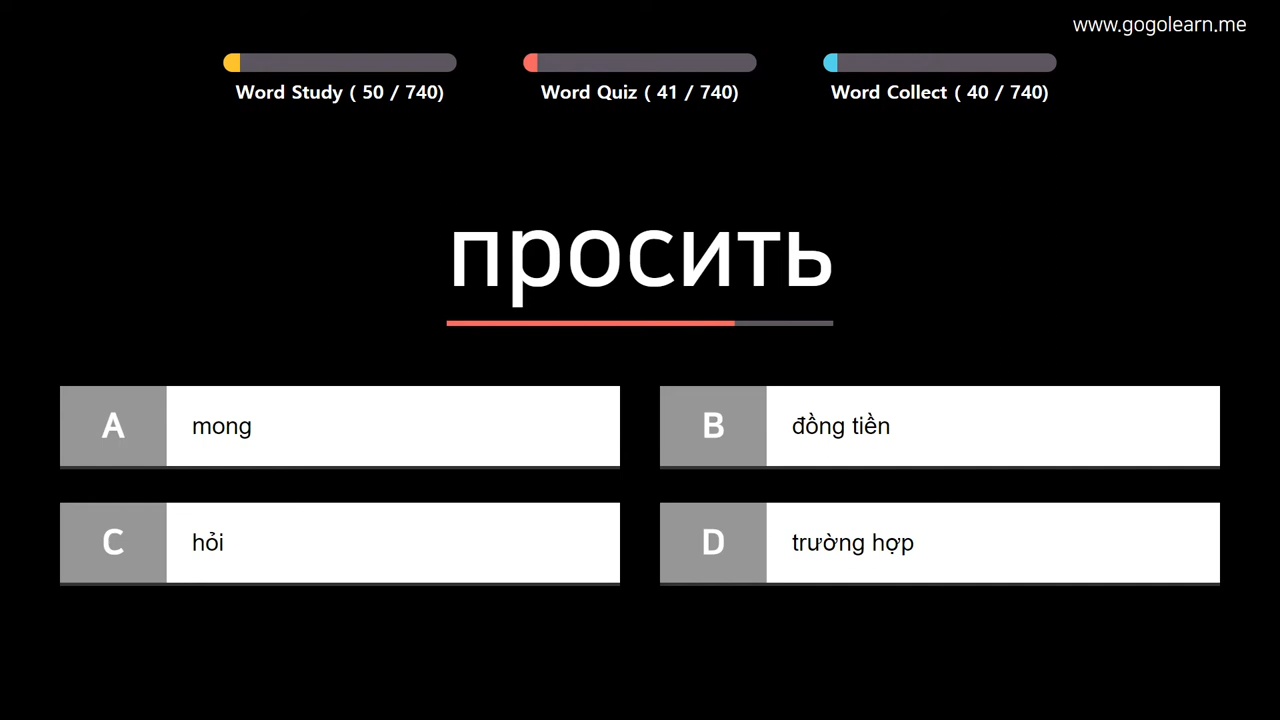 www.gogolearn.me
Word Study ( 50 / 740)
Word Quiz ( 41 / 740)
Word Collect ( 40 / 740)
просить
A mong
B đồng tiền
C hỏi
D trường hợp